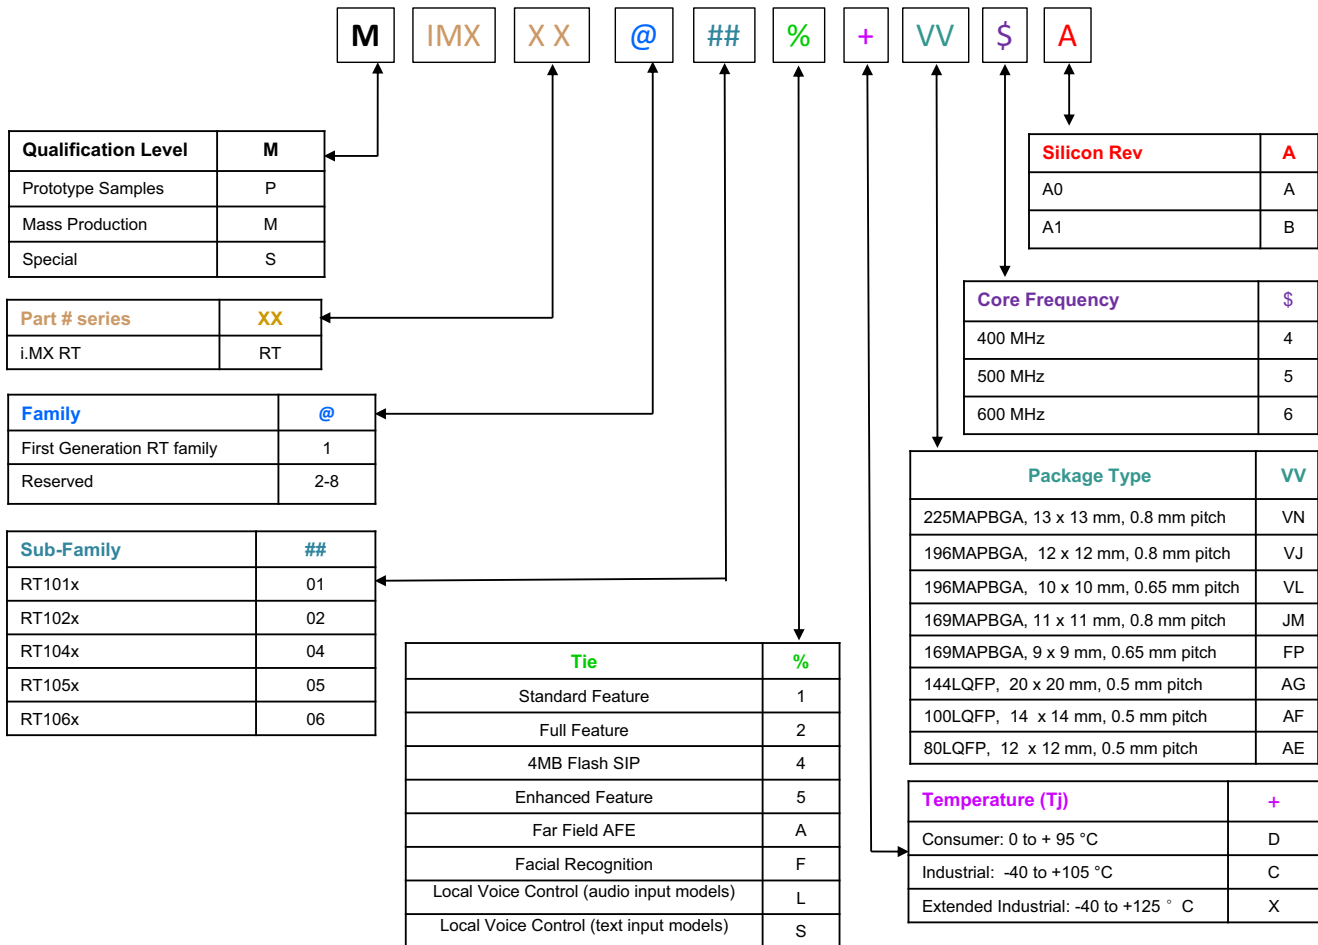 M IMX X X @ ## % + VV $ A
Qualification Level M
Prototype Samples P
Mass Production M
Special S
Part # series XX
i.MX RT RT
Family @
First Generation RT family 1
Reserved 2-8
Sub-Family ##
RT101x 01
RT102x 02
RT104x 04
RT105x 05
RT106x 06
Tie %
Standard Feature 1
Full Feature 2
4MB Flash SIP 4
Enhanced Feature 5
Far Field AFE A
Facial Recognition F
Local Voice Control (audio input models) L
Local Voice Control (text input models) S
Silicon Rev A
A0 A
A1 B
Core Frequency $
400 MHz 4
500 MHz 5
600 MHz 6
Package Type VV
225MAPBGA, 13 x 13 mm, 0.8 mm pitch VN
196MAPBGA, 12 x 12 mm, 0.8 mm pitch VJ
196MAPBGA, 10 x 10 mm, 0.65 mm pitch VL
169MAPBGA, 11 x 11 mm, 0.8 mm pitch JM
169MAPBGA, 9 x 9 mm, 0.65 mm pitch FP
144LQFP, 20 x 20 mm, 0.5 mm pitch AG
100LQFP, 14 x 14 mm, 0.5 mm pitch AF
80LQFP, 12 x 12 mm, 0.5 mm pitch AE
Temperature (Tj) +
Consumer: 0 to + 95 °C D
Industrial: -40 to +105 °C C
Extended Industrial: -40 to +125 ° C X